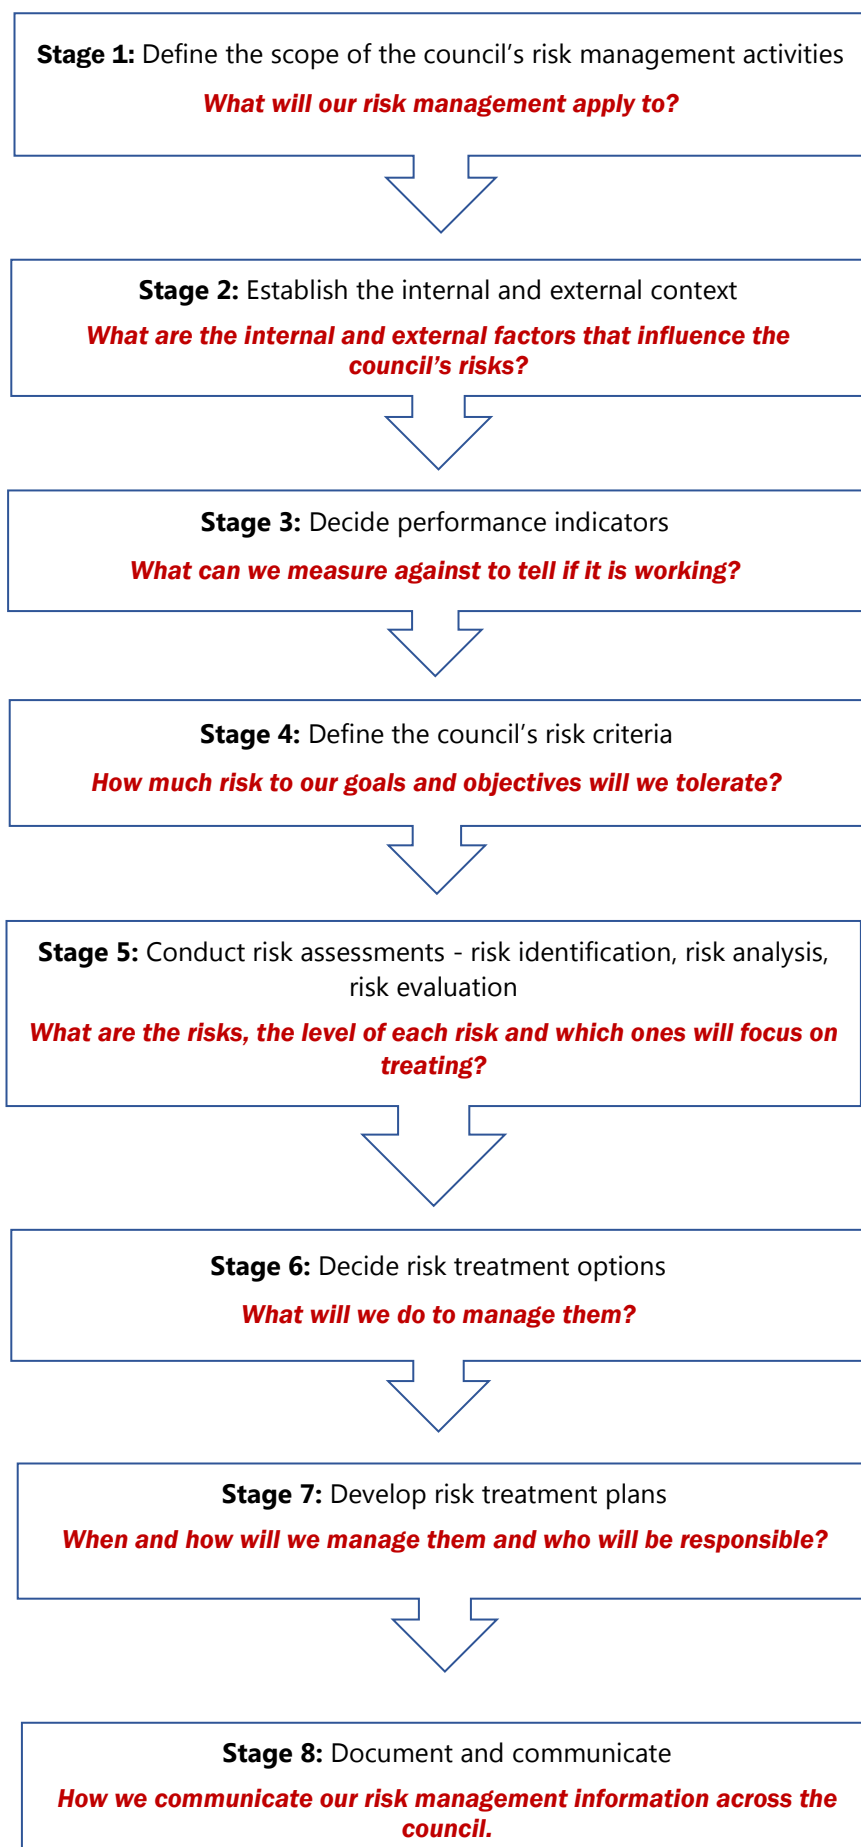 Stage 1: Define the scope of the council’s risk management activities
What will our risk management apply to?
Stage 2: Establish the internal and external context
What are the internal and external factors that influence the
council’s risks?
Stage 3: Decide performance indicators
What can we measure against to tell if it is working?
Stage 4: Define the council’s risk criteria
How much risk to our goals and objectives will we tolerate?
Stage 5: Conduct risk assessments - risk identification, risk analysis,
risk evaluation
What are the risks, the level of each risk and which ones will focus on
treating?
Stage 6: Decide risk treatment options
What will we do to manage them?
Stage 7: Develop risk treatment plans
When and how will we manage them and who will be responsible?
Stage 8: Document and communicate
How we communicate our risk management information across the
council.